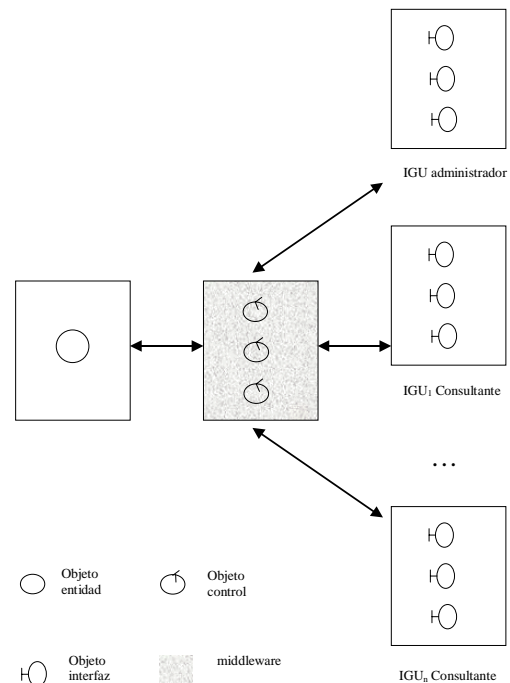 IGU administrador
IGU₁ Consultante
...
Objeto
entidad
Objeto
control
Objeto
interfaz
middleware
IGUₙ Consultante